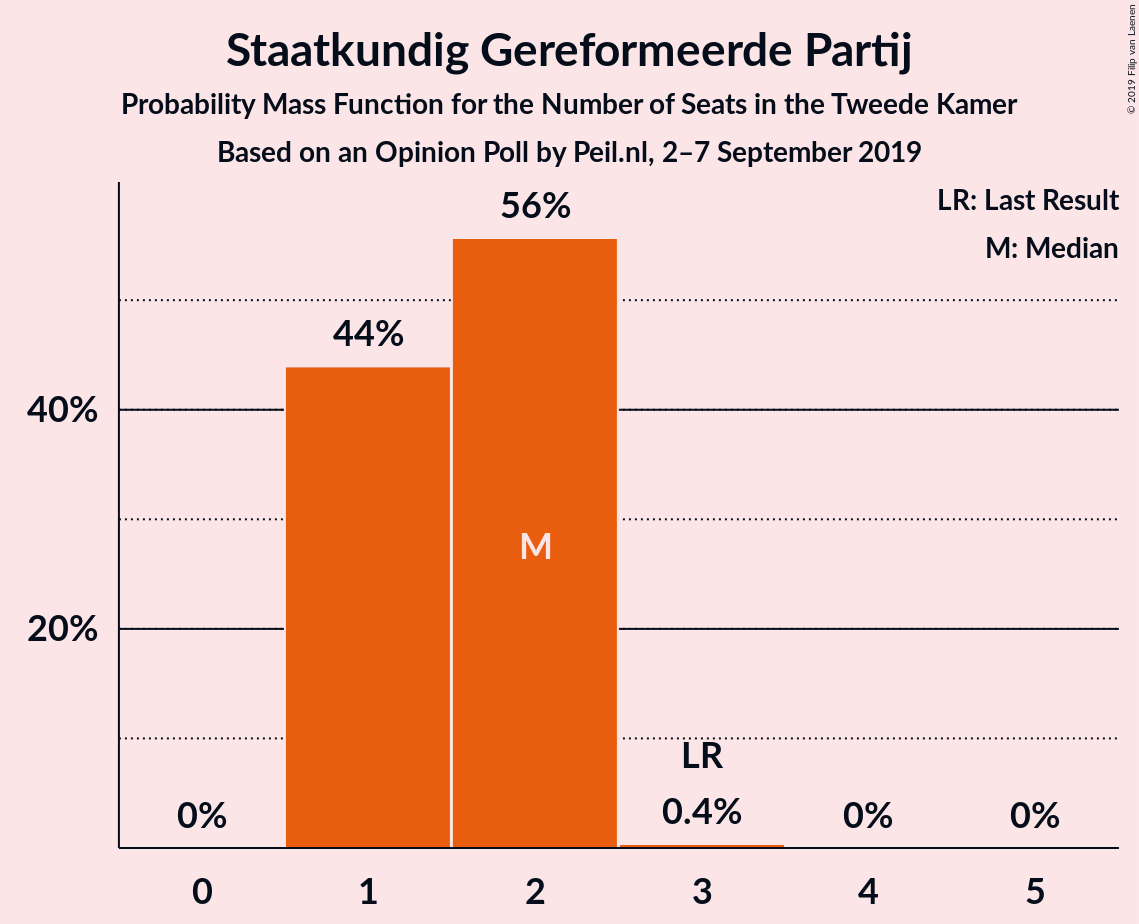 Staatkundig Gereformeerde Partij
Probability Mass Function for the Number of Seats in the Tweede Kamer
Based on an Opinion Poll by Peil.nl, 2–7 September 2019
© 2019 Filip van Laenen
LR: Last Result
M: Median
56%
44%
40%
M
20%
LR
0%
0.4%
0%
0%
0 1 2 3 4 5